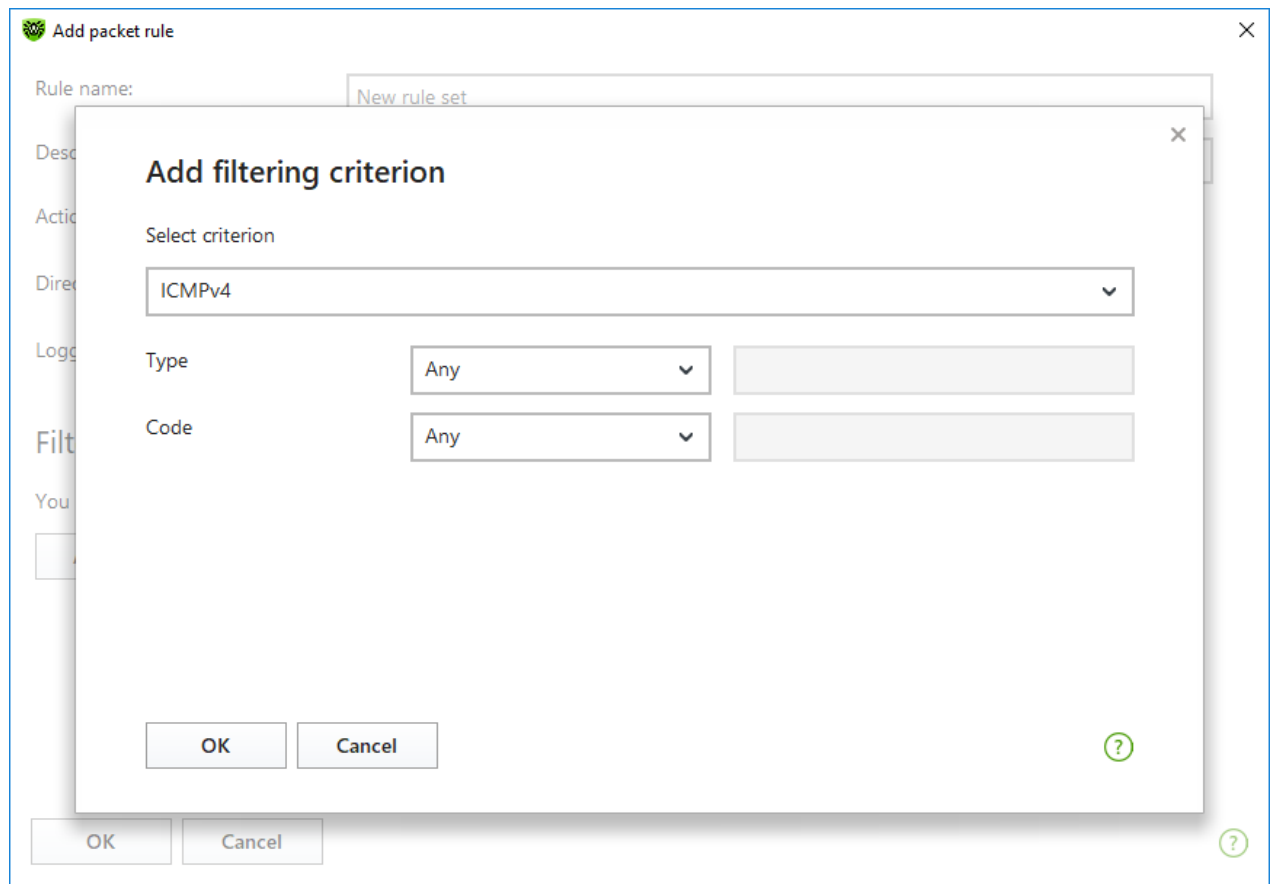 Add packet rule
Rule name:
New rule set
Desc
Add filtering criterion
Actio
Select criterion
Direc
ICMPv4
Logg
Type
Any
Code
Any
Filt
You
OK
Cancel
?
OK
Cancel
?